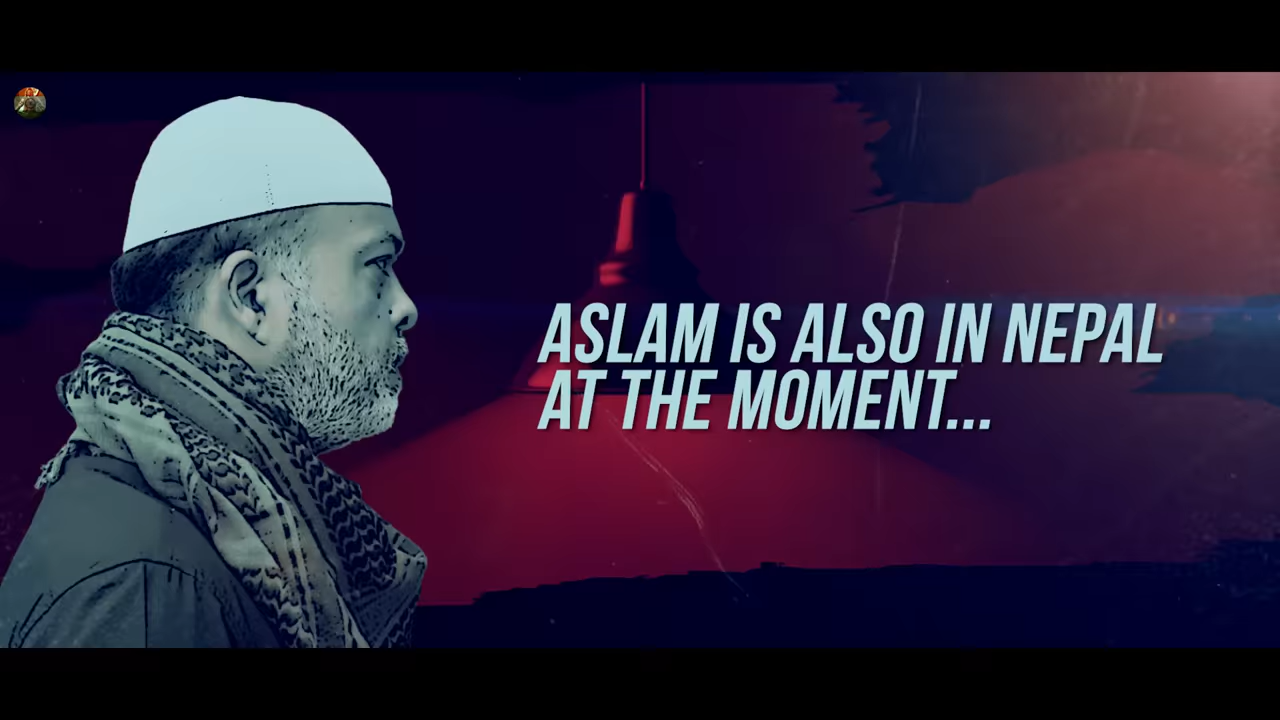 ASLAM IS ALSO IN NEPAL
AT THE MOMENT...